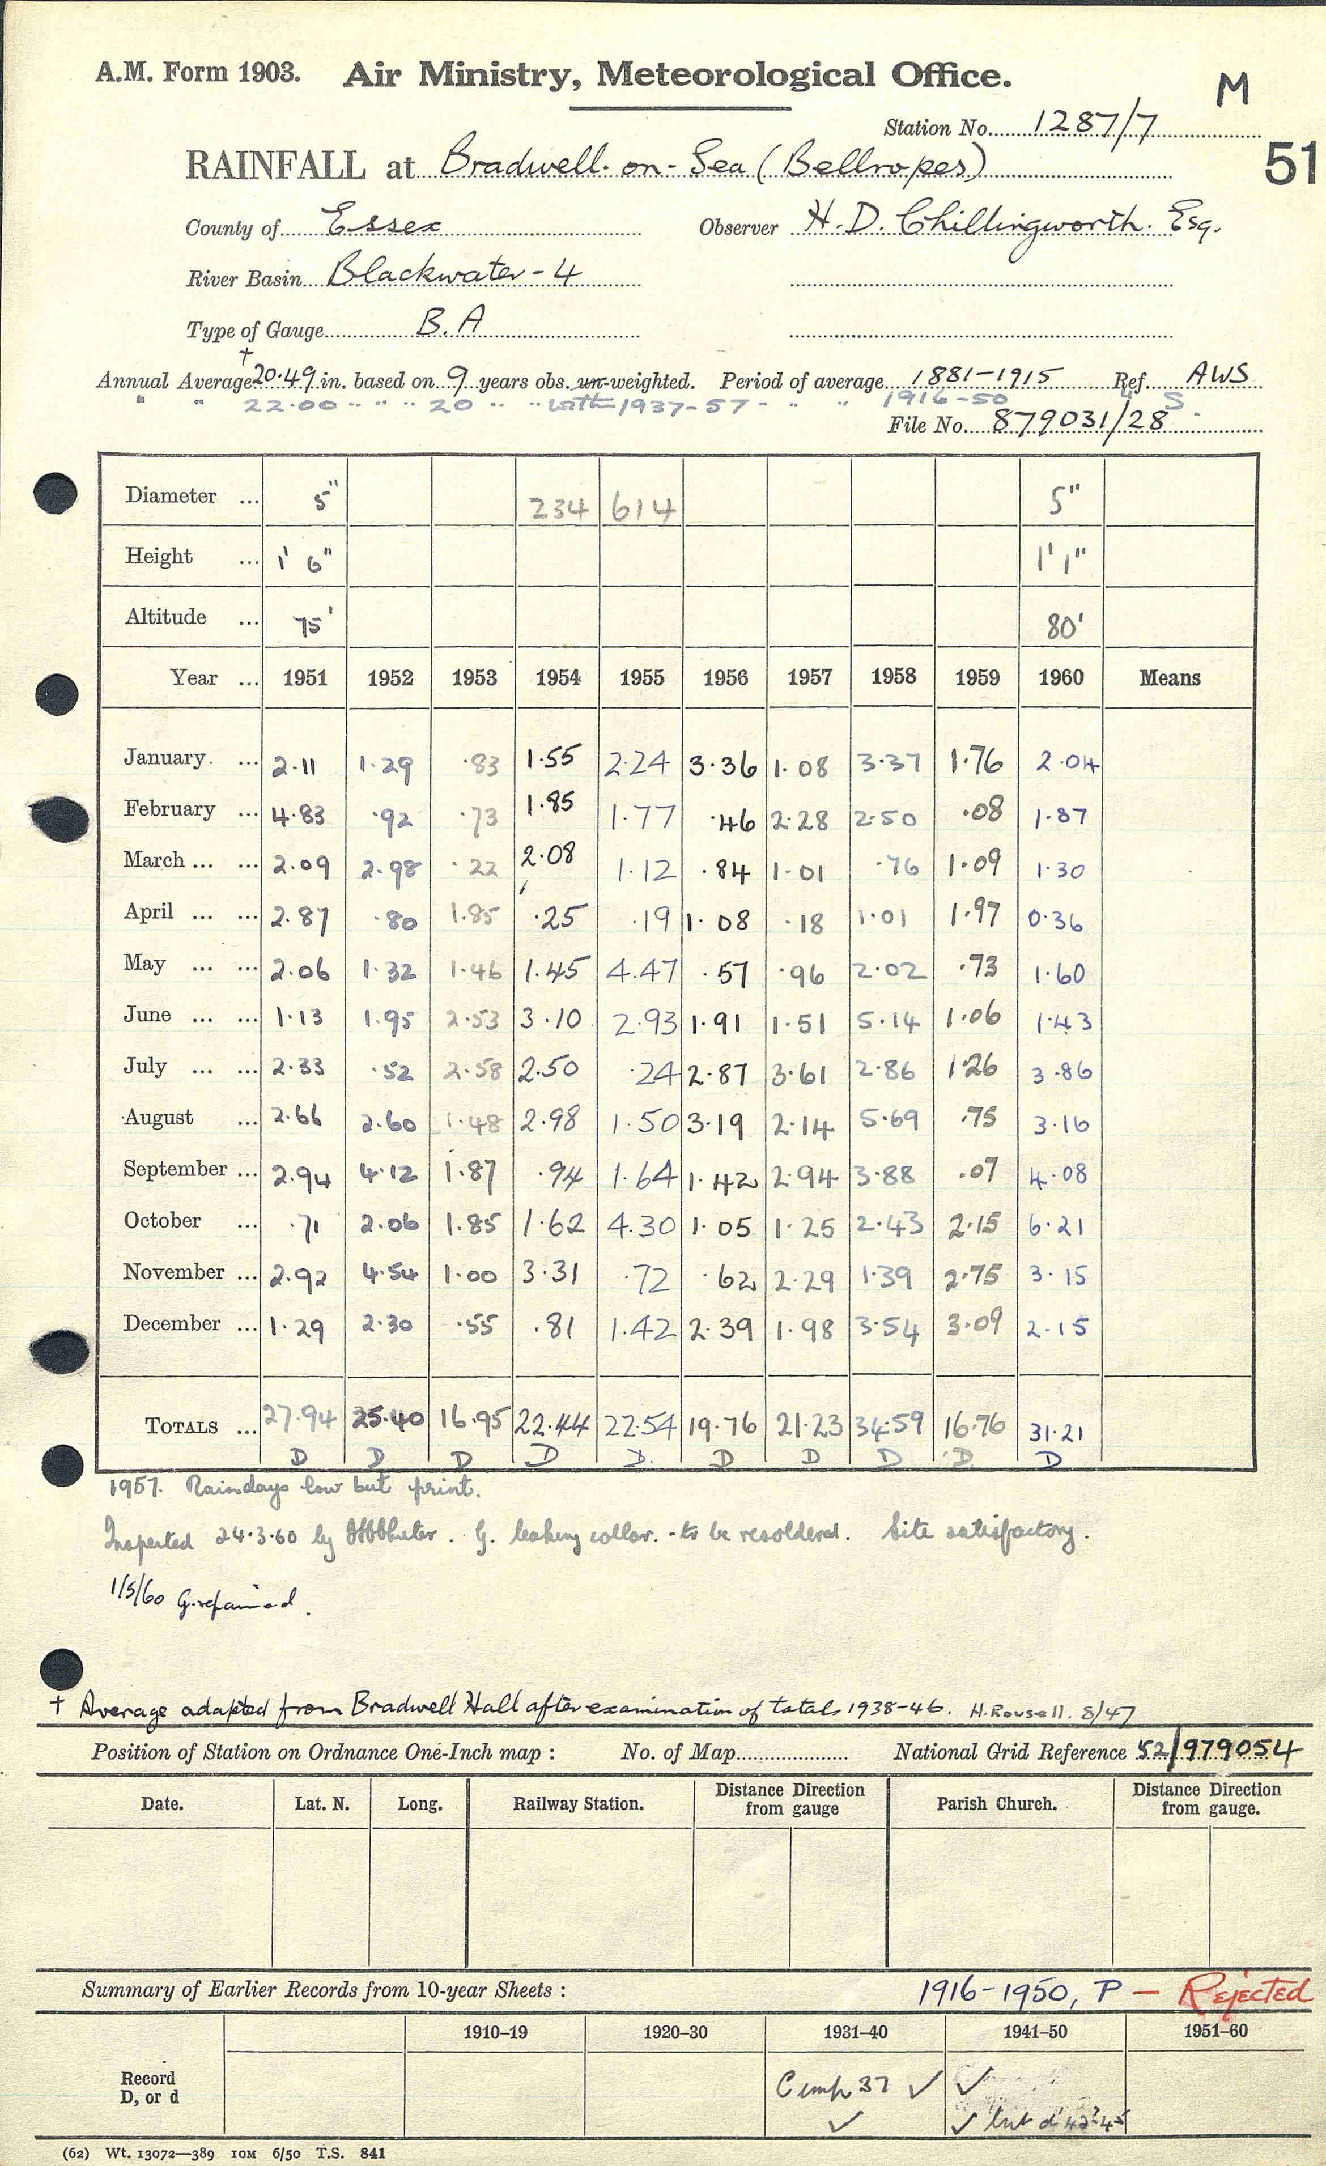 A.M. Form 1903. Air Ministry, Meteorological Office. M
Station No. 1287/7
RAINFALL at Bradwell-on-Sea (Bellropes) 51
County of Essex Observer H. D. Chillingworth. Esq.
River Basin Blackwater - 4
Type of Gauge B.A
† Annual Average 20.49 in. based on 9 years obs. un-weighted. Period of average 1881-1915 Ref. AWS
" " 22.00 " " " 20 " " with 1937-57 - " " 1916-50 " S.
File No. 879031/28
Diameter ... 5" 234 614 5"
Height ... 1' 6" 1' 1"
Altitude ... 75' 80'
Year ... 1951 1952 1953 1954 1955 1956 1957 1958 1959 1960 Means
January ... 2.11 1.29 .83 1.55 2.24 3.36 1.08 3.37 1.76 2.04
February ... 4.83 .92 .73 1.85 1.77 .46 2.28 2.50 .08 1.87
March ... ... 2.09 2.98 .22 2.08 1.12 .84 1.01 .76 1.09 1.30
April ... ... 2.87 .80 1.85 .25 .19 1.08 .18 1.01 1.97 0.36
May ... ... 2.06 1.32 1.46 1.45 4.47 .57 .96 2.02 .73 1.60
June ... ... 1.13 1.95 2.53 3.10 2.93 1.91 1.51 5.14 1.06 1.43
July ... ... 2.33 .52 2.58 2.50 .24 2.87 3.61 2.86 1.26 3.86
August ... 2.66 2.60 1.48 2.98 1.50 3.19 2.14 5.69 .75 3.16
September ... 2.94 4.12 1.87 .94 1.64 1.42 2.94 3.88 .07 4.08
October ... .71 2.06 1.85 1.62 4.30 1.05 1.25 2.43 2.15 6.21
November ... 2.92 4.54 1.00 3.31 .72 .62 2.29 1.39 2.75 3.15
December ... 1.29 2.30 .55 .81 1.42 2.39 1.98 3.54 3.09 2.15
TOTALS ... 27.94 25.40 16.95 22.44 22.54 19.76 21.23 34.59 16.76 31.21
D D D D D. D D D D. D
1957. Raindays low but print.
Inspected 24.3.60 by . G. leaking collar. - to be resoldered. Site satisfactory.
1/5/60 G. repaired.
† Average adapted from Bradwell Hall after examination of totals 1938-46. H. Rowsell. 8/47
Position of Station on Ordnance One-Inch map : No. of Map National Grid Reference 52/979054
Date. Lat. N. Long. Railway Station. Distance from gauge Direction Parish Church. Distance from gauge. Direction
Summary of Earlier Records from 10-year Sheets : 1916-1950, P - Rejected
1910-19 1920-30 1931-40 1941-50 1951-60
Record D, or d Comp 37 ✓ ✓
✓ ✓ but d 42-45
(62) Wt. 13072—389 10M 6/50 T.S. 841